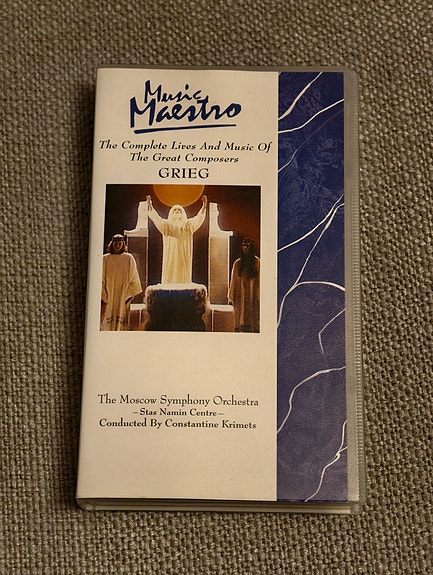 Music
Maestro
The Complete Lives And Music Of
The Great Composers
GRIEG
The Moscow Symphony Orchestra
– Stas Namin Centre –
Conducted By Constantine Krimets